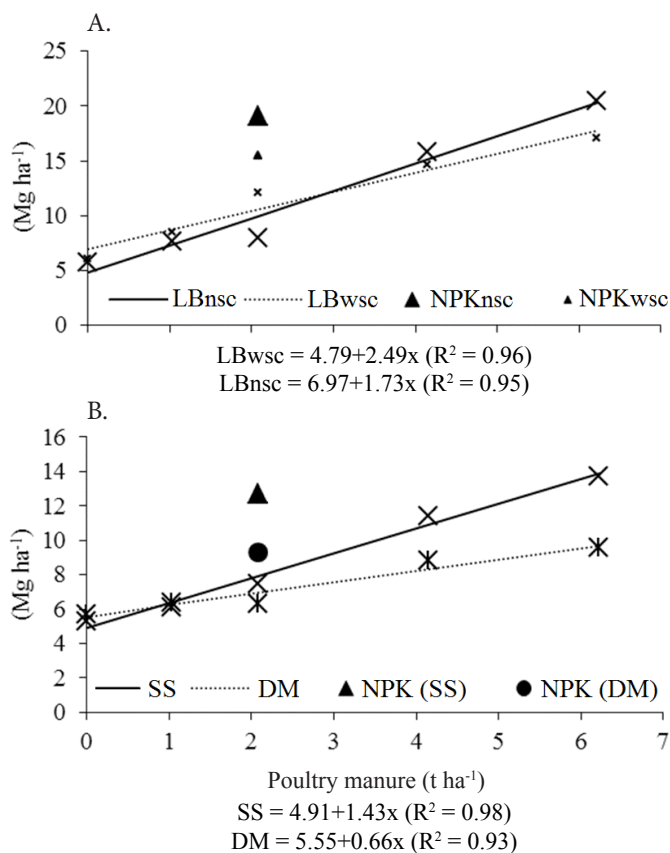 A.
25
20
15
10
5
0
(Mg ha⁻¹)
LBnsc LBwsc NPKnsc NPKwsc
LBwsc = 4.79+2.49x (R² = 0.96)
LBnsc = 6.97+1.73x (R² = 0.95)
B.
16
14
12
10
8
6
4
2
0
(Mg ha⁻¹)
SS DM NPK (SS) NPK (DM)
0 1 2 3 4 5 6 7
Poultry manure (t ha⁻¹)
SS = 4.91+1.43x (R² = 0.98)
DM = 5.55+0.66x (R² = 0.93)